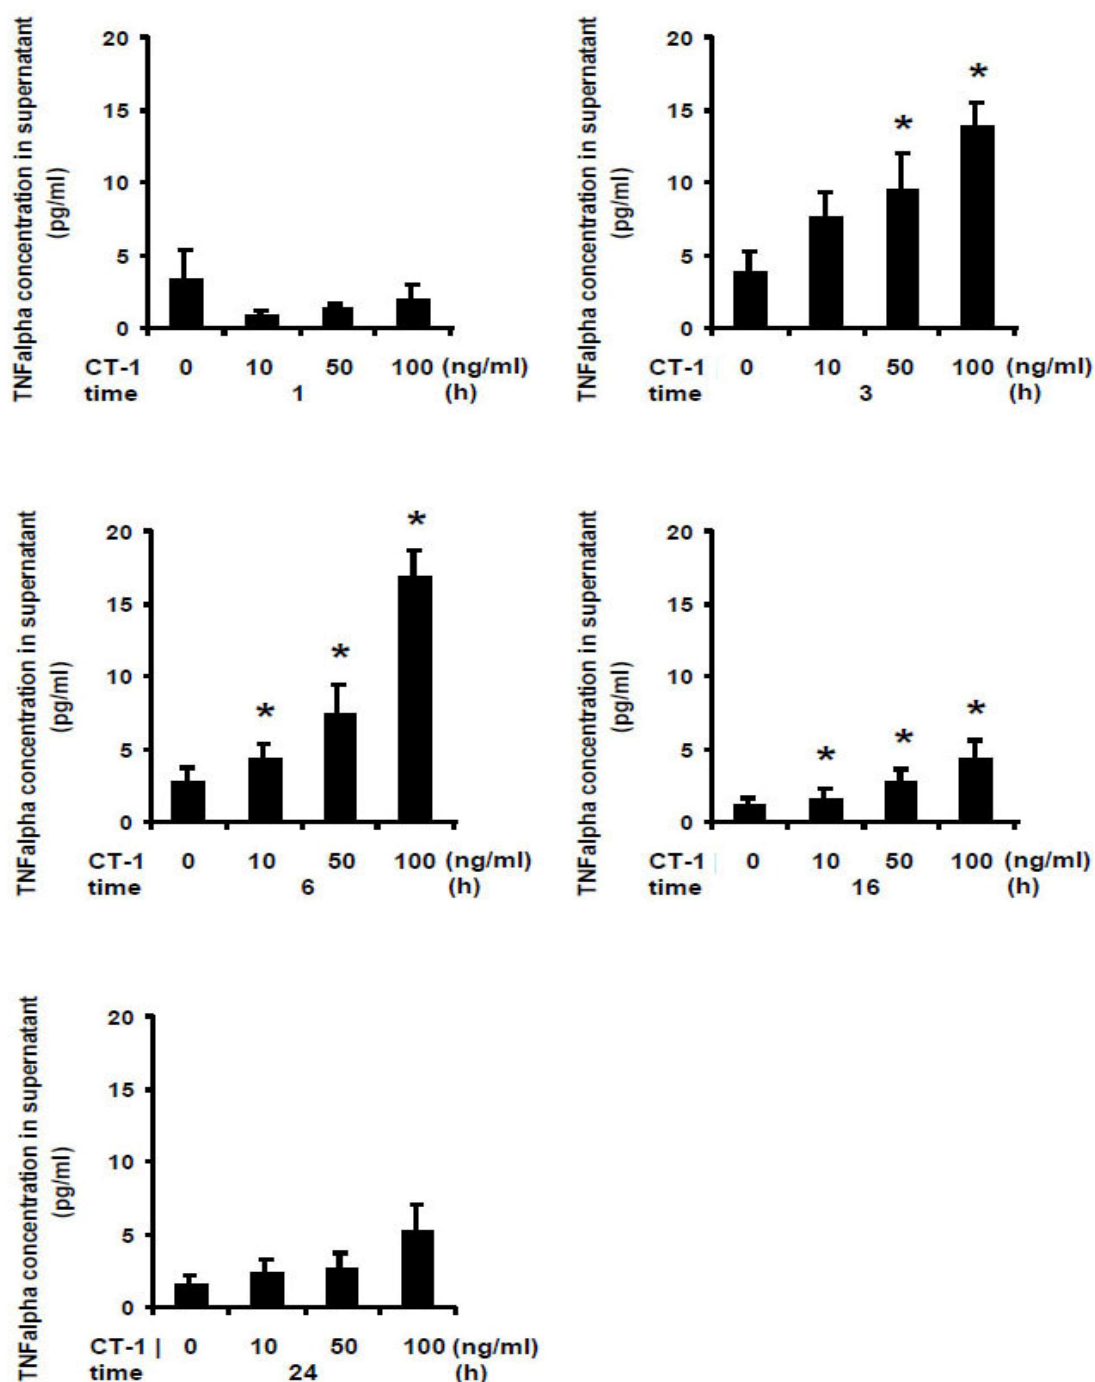 TNFalpha concentration in supernatant
(pg/ml)
20
15
10
5
0
CT-1 0 10 50 100 (ng/ml)
time 1 (h)
TNFalpha concentration in supernatant
(pg/ml)
20
*
15
*
10
5
0
CT-1 0 10 50 100 (ng/ml)
time 3 (h)
TNFalpha concentration in supernatant
(pg/ml)
*
20
15
*
10
*
5
0
CT-1 0 10 50 100 (ng/ml)
time 6 (h)
TNFalpha concentration in supernatant
(pg/ml)
20
15
10
*
*
*
5
0
CT-1 0 10 50 100 (ng/ml)
time 16 (h)
TNFalpha concentration in supernatant
(pg/ml)
20
15
10
5
0
CT-1 | 0 10 50 100 (ng/ml)
time 24 (h)